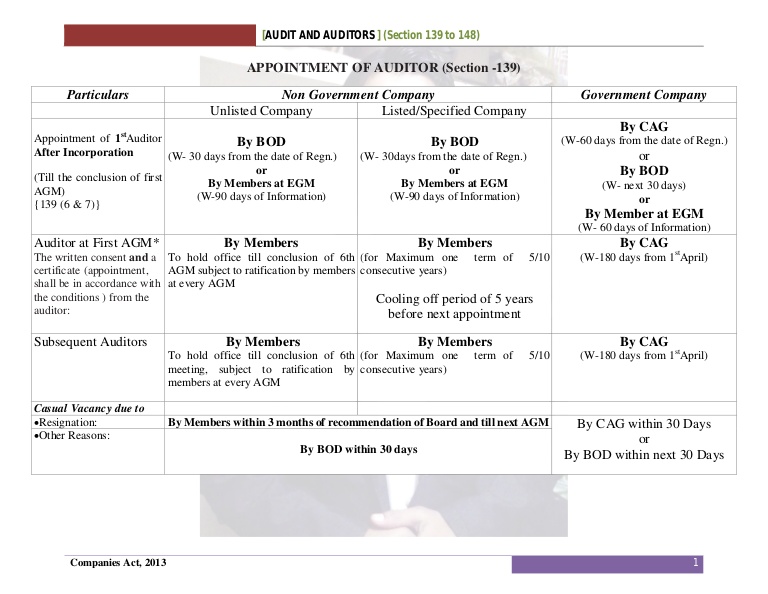 [AUDIT AND AUDITORS ] (Section 139 to 148)
APPOINTMENT OF AUDITOR (Section -139)
Particulars
Non Government Company
Government Company
Unlisted Company
Listed/Specified Company
Appointment of 1st Auditor
After Incorporation
(Till the conclusion of first
AGM)
{139 (6 & 7)}
By BOD
(W- 30 days from the date of Regn.)
or
By Members at EGM
(W-90 days of Information)
By BOD
(W- 30days from the date of Regn.)
or
By Members at EGM
(W-90 days of Information)
By CAG
(W-60 days from the date of Regn.)
or
By BOD
(W- next 30 days)
or
By Member at EGM
(W- 60 days of Information)
Auditor at First AGM*
The written consent and a
certificate (appointment,
shall be in accordance with
the conditions ) from the
auditor:
By Members
To hold office till conclusion of 6th
AGM subject to ratification by members
at every AGM
By Members
(for Maximum one term of 5/10
consecutive years)
Cooling off period of 5 years
before next appointment
By CAG
(W-180 days from 1st April)
Subsequent Auditors
By Members
To hold office till conclusion of 6th
meeting, subject to ratification by
members at every AGM
By Members
(for Maximum one term of 5/10
consecutive years)
By CAG
(W-180 days from 1st April)
Casual Vacancy due to
•Resignation:
By Members within 3 months of recommendation of Board and till next AGM
•Other Reasons:
By BOD within 30 days
By CAG within 30 Days
or
By BOD within next 30 Days
Companies Act, 2013
1